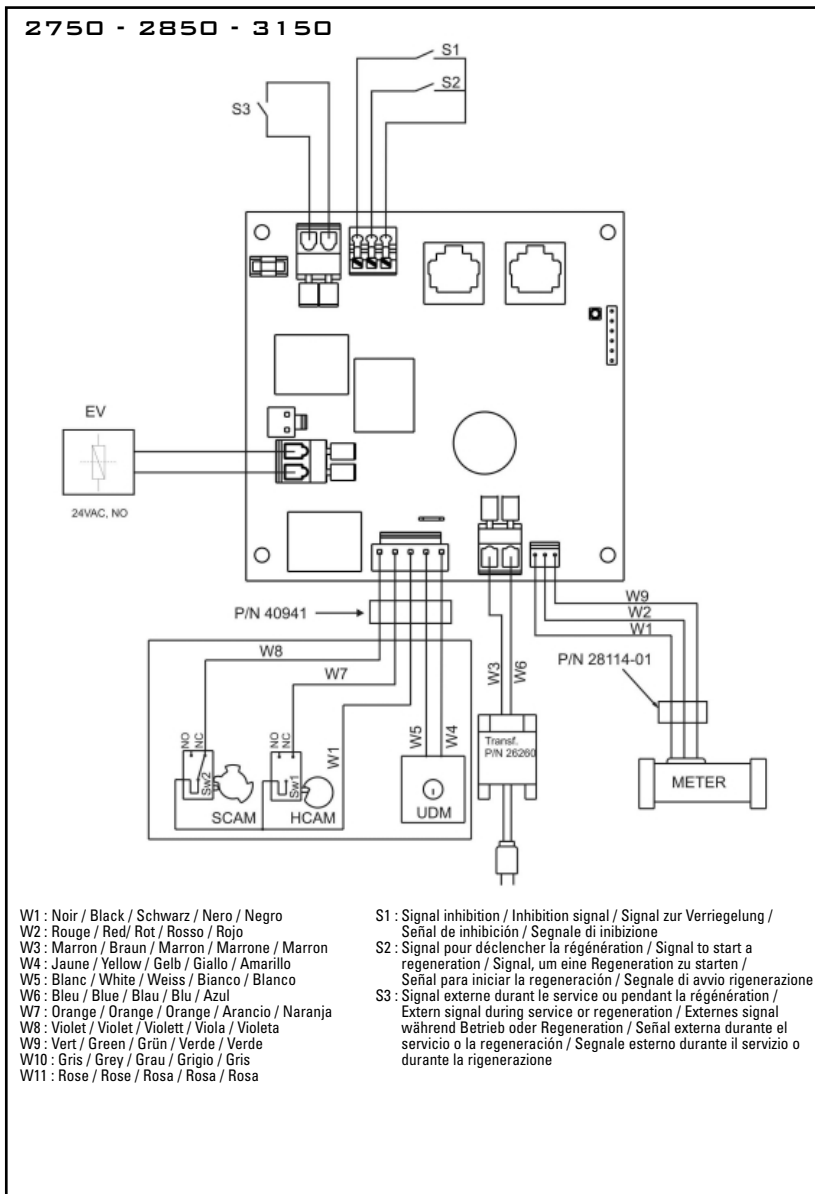 2750 - 2850 - 3150
S1
S2
S3
EV
24VAC, NO
P/N 40941
W9
W2
W1
P/N 28114-01
W8
W7
W1
W5
W4
W3
W6
NO
NC
Sw2
NO
NC
Sw1
SCAM
HCAM
UDM
Transf.
P/N 26260
METER
W1 : Noir / Black / Schwarz / Nero / Negro
W2 : Rouge / Red/ Rot / Rosso / Rojo
W3 : Marron / Braun / Marron / Marrone / Marron
W4 : Jaune / Yellow / Gelb / Giallo / Amarillo
W5 : Blanc / White / Weiss / Bianco / Blanco
W6 : Bleu / Blue / Blau / Blu / Azul
W7 : Orange / Orange / Orange / Arancio / Naranja
W8 : Violet / Violet / Violett / Viola / Violeta
W9 : Vert / Green / Grün / Verde / Verde
W10 : Gris / Grey / Grau / Grigio / Gris
W11 : Rose / Rose / Rosa / Rosa / Rosa
S1 : Signal inhibition / Inhibition signal / Signal zur Verriegelung /
Señal de inhibición / Segnale di inibizione
S2 : Signal pour déclencher la régénération / Signal to start a
regeneration / Signal, um eine Regeneration zu starten /
Señal para iniciar la regeneración / Segnale di avvio rigenerazione
S3 : Signal externe durant le service ou pendant la régénération /
Extern signal during service or regeneration / Externes signal
während Betrieb oder Regeneration / Señal externa durante el
servicio o la regeneración / Segnale esterno durante il servizio o
durante la rigenerazione